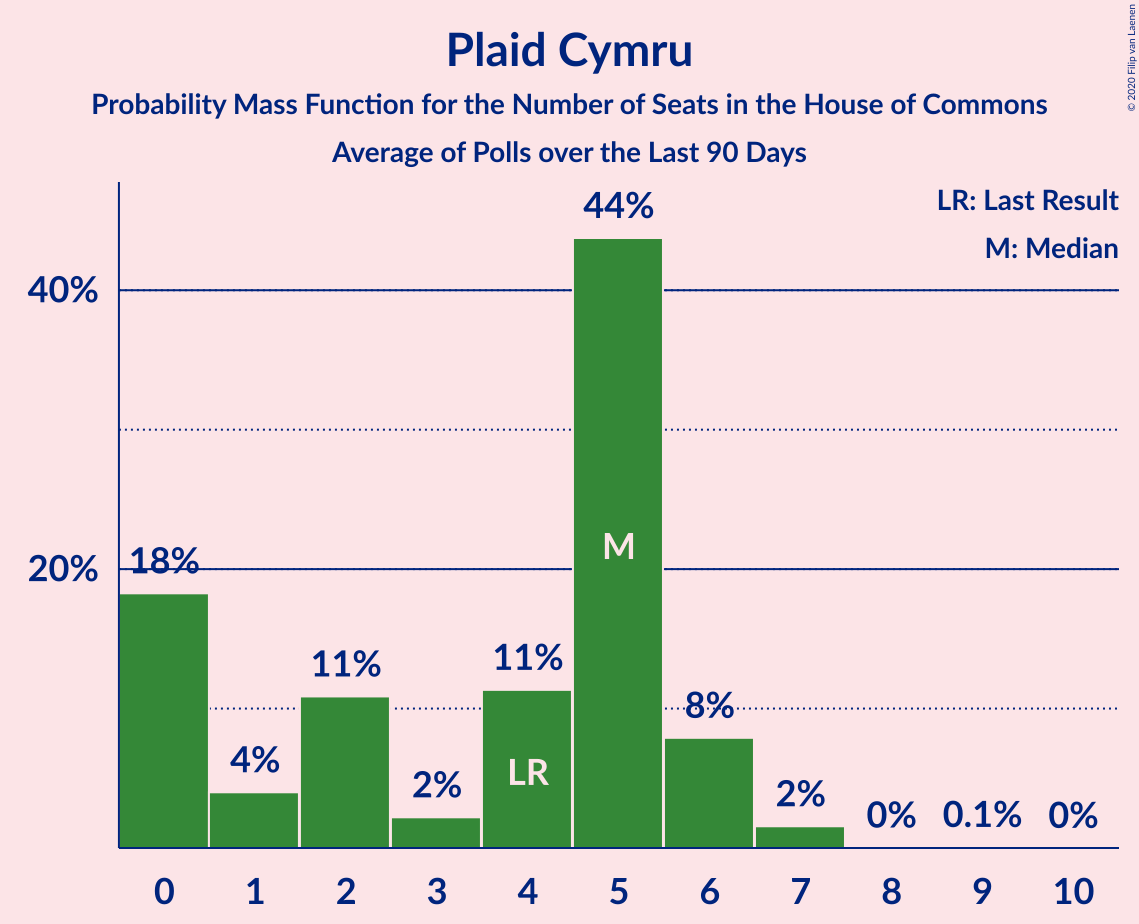 Plaid Cymru
Probability Mass Function for the Number of Seats in the House of Commons
Average of Polls over the Last 90 Days
© 2020 Filip van Laenen
LR: Last Result
M: Median
40%
20%
18%
4%
11%
2%
11%
44%
8%
2%
0%
0.1%
0%
M
LR
0 1 2 3 4 5 6 7 8 9 10